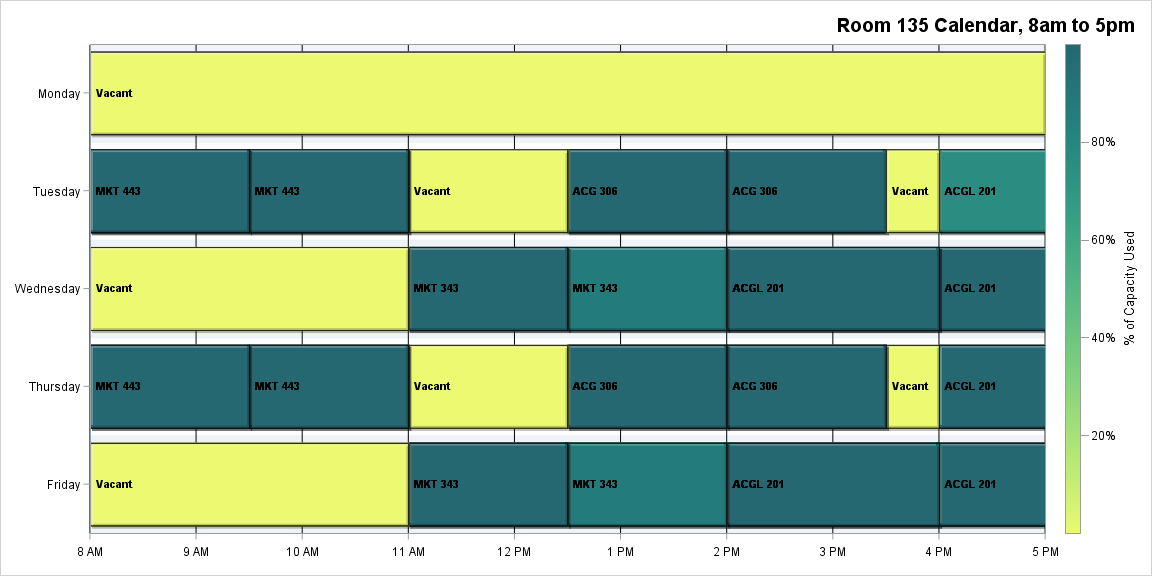 Room 135 Calendar, 8am to 5pm
Monday
Vacant
Tuesday
MKT 443
MKT 443
Vacant
ACG 306
ACG 306
Vacant
ACGL 201
Wednesday
Vacant
MKT 343
MKT 343
ACGL 201
ACGL 201
Thursday
MKT 443
MKT 443
Vacant
ACG 306
ACG 306
Vacant
ACGL 201
Friday
Vacant
MKT 343
MKT 343
ACGL 201
ACGL 201
8 AM
9 AM
10 AM
11 AM
12 PM
1 PM
2 PM
3 PM
4 PM
5 PM
80%
60%
40%
20%
% of Capacity Used